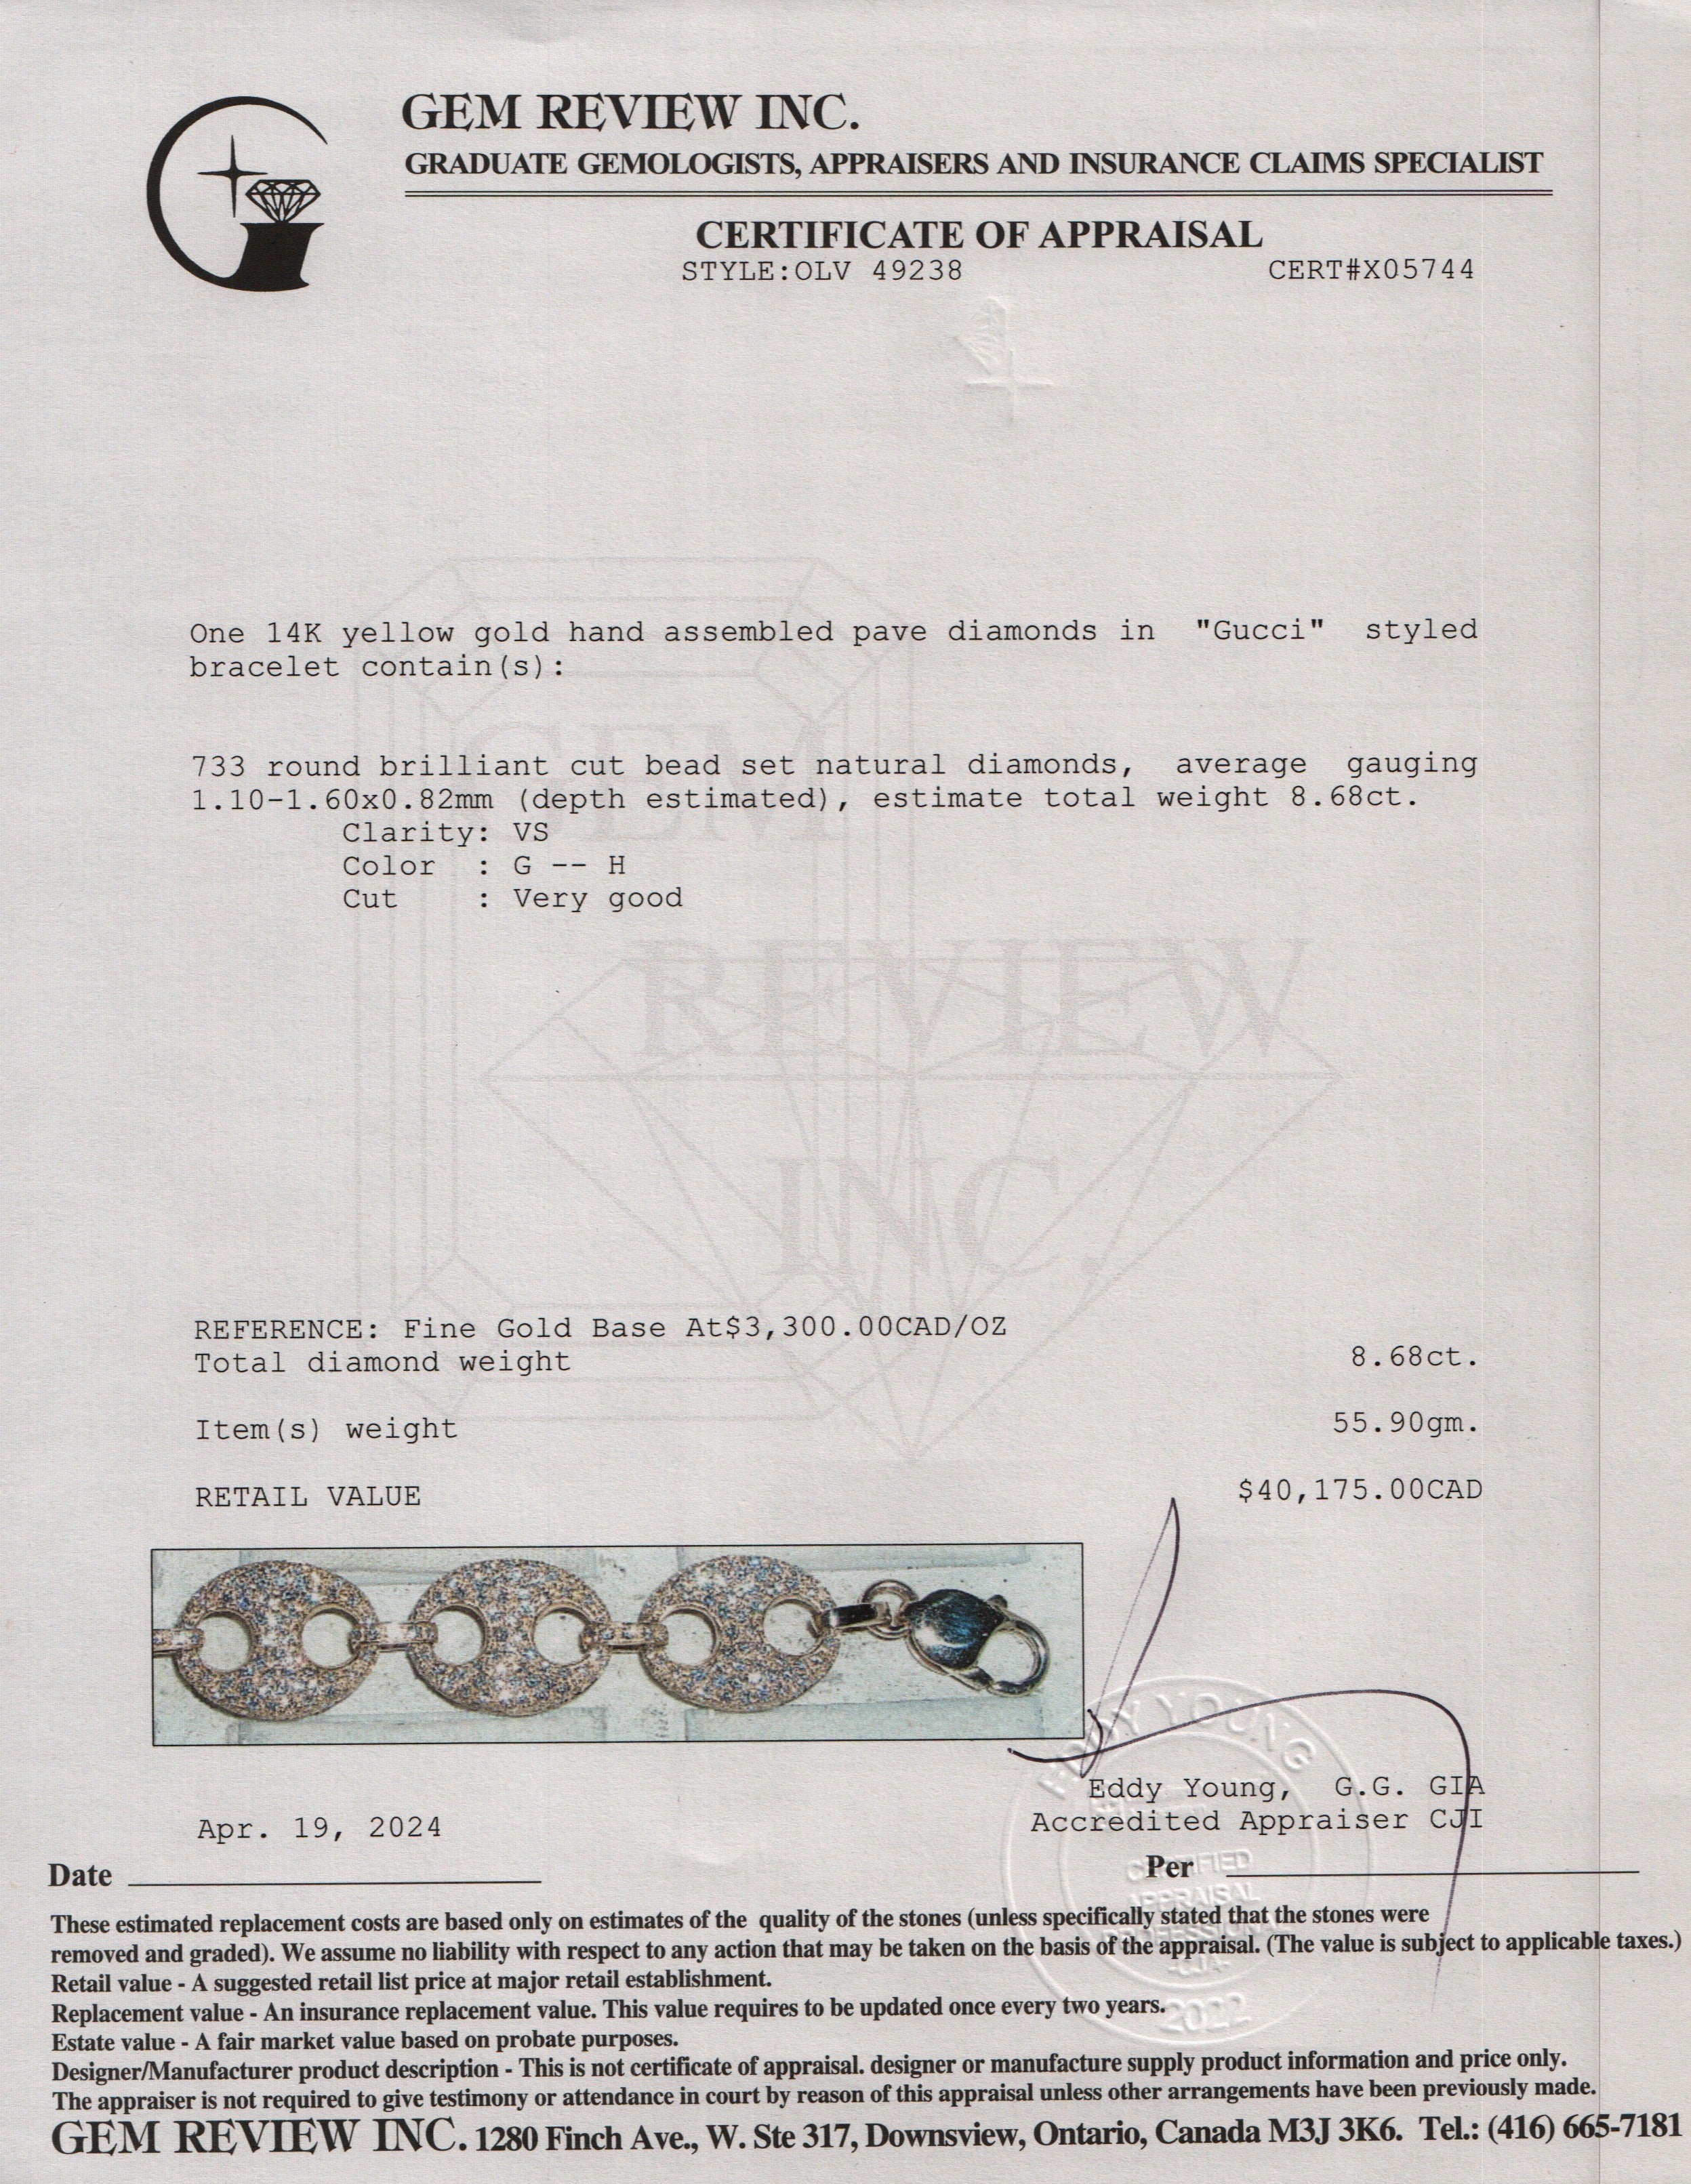 GEM REVIEW INC.
GRADUATE GEMOLOGISTS, APPRAISERS AND INSURANCE CLAIMS SPECIALIST
CERTIFICATE OF APPRAISAL
STYLE:OLV 49238 CERT#X05744
One 14K yellow gold hand assembled pave diamonds in "Gucci" styled
bracelet contain(s):
733 round brilliant cut bead set natural diamonds, average gauging
1.10-1.60x0.82mm (depth estimated), estimate total weight 8.68ct.
Clarity: VS
Color : G -- H
Cut : Very good
GEM
REVIEW
INC.
REFERENCE: Fine Gold Base At$3,300.00CAD/OZ
Total diamond weight 8.68ct.
Item(s) weight 55.90gm.
RETAIL VALUE $40,175.00CAD
EDDY YOUNG
Eddy Young, G.G. GIA
Accredited Appraiser CJI
Apr. 19, 2024
Date
Per
CERTIFIED
APPRAISAL
PROFESSIONAL
-CJA-
2022
These estimated replacement costs are based only on estimates of the quality of the stones (unless specifically stated that the stones were
removed and graded). We assume no liability with respect to any action that may be taken on the basis of the appraisal. (The value is subject to applicable taxes.)
Retail value - A suggested retail list price at major retail establishment.
Replacement value - An insurance replacement value. This value requires to be updated once every two years.
Estate value - A fair market value based on probate purposes.
Designer/Manufacturer product description - This is not certificate of appraisal. designer or manufacture supply product information and price only.
The appraiser is not required to give testimony or attendance in court by reason of this appraisal unless other arrangements have been previously made.
GEM REVIEW INC. 1280 Finch Ave., W. Ste 317, Downsview, Ontario, Canada M3J 3K6. Tel.: (416) 665-7181